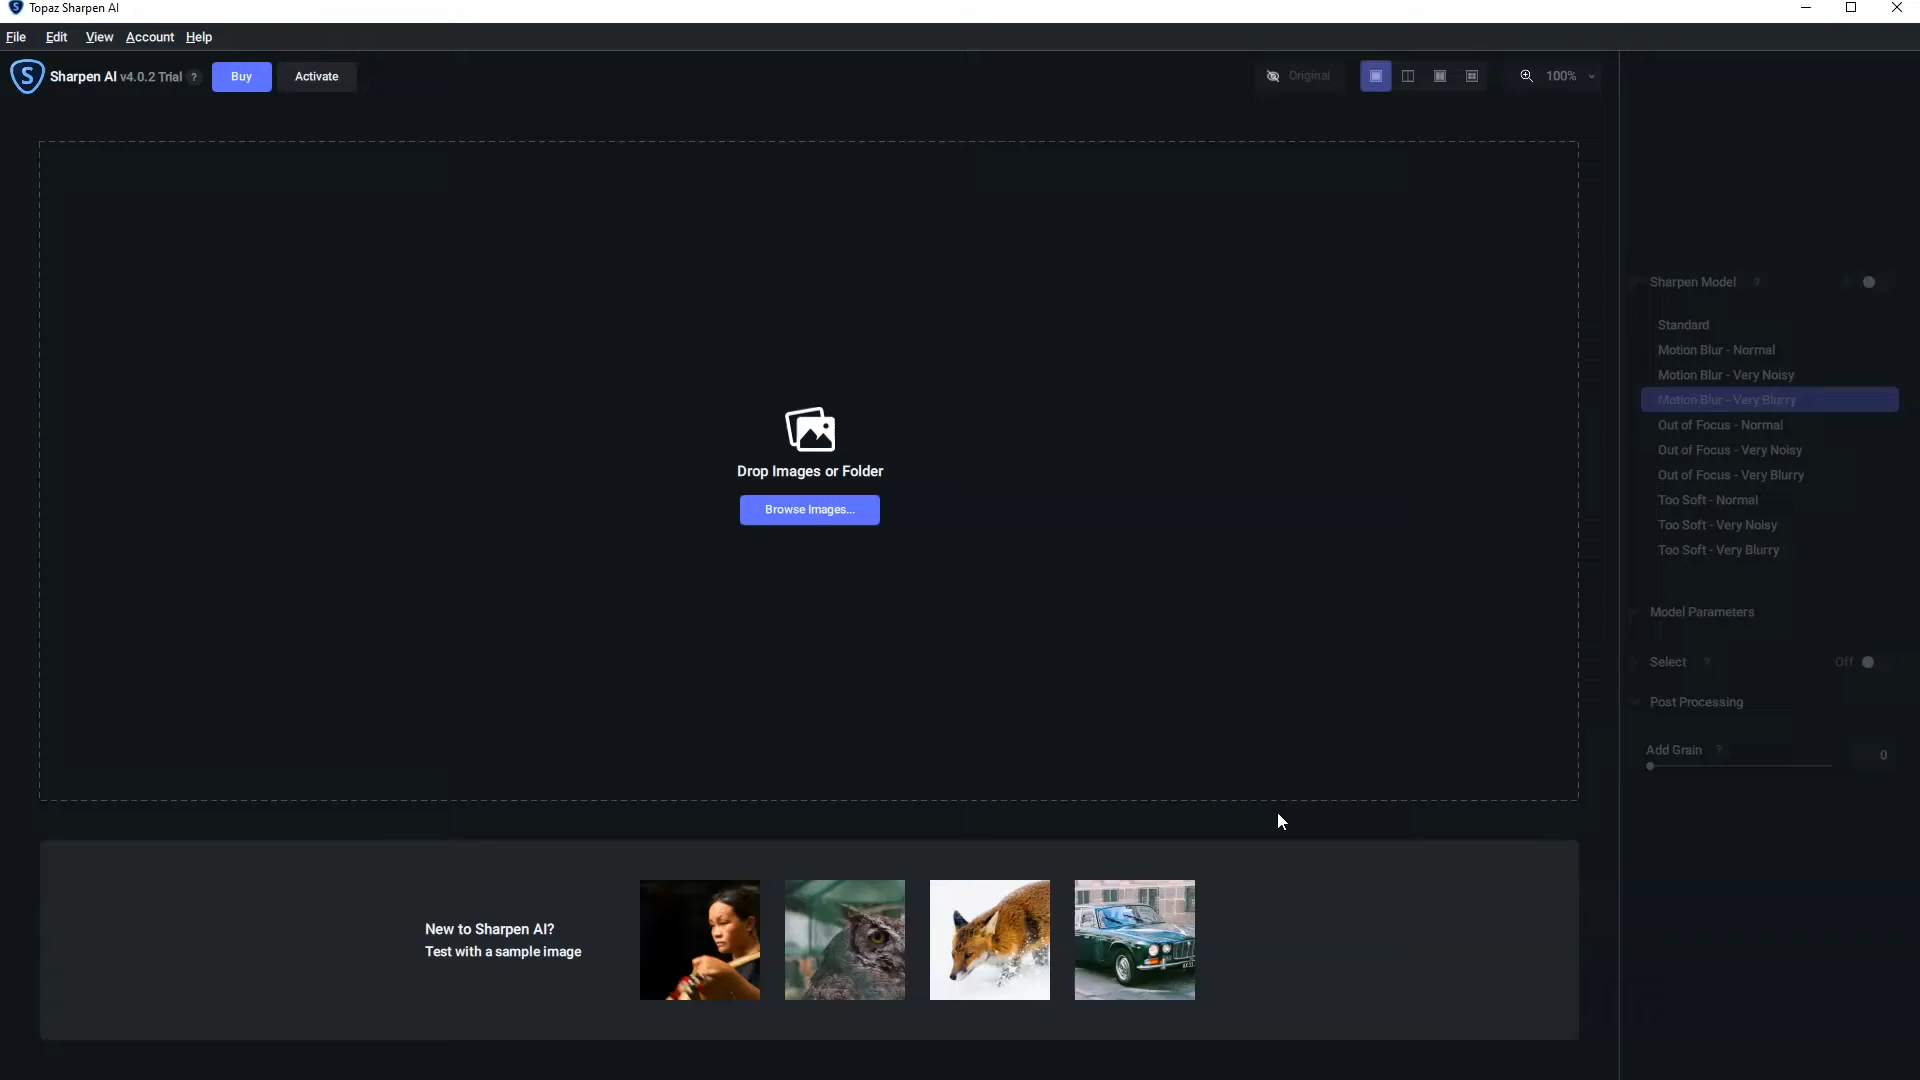 Topaz Sharpen AI
File Edit View Account Help
S Sharpen AI v4.0.2 Trial ? Buy Activate Original 100%
Drop Images or Folder
Browse Images...
New to Sharpen AI?
Test with a sample image
Sharpen Model ?
Standard
Motion Blur - Normal
Motion Blur - Very Noisy
Motion Blur - Very Blurry
Out of Focus - Normal
Out of Focus - Very Noisy
Out of Focus - Very Blurry
Too Soft - Normal
Too Soft - Very Noisy
Too Soft - Very Blurry
Model Parameters
Select ? Off
Post Processing
Add Grain ? 0